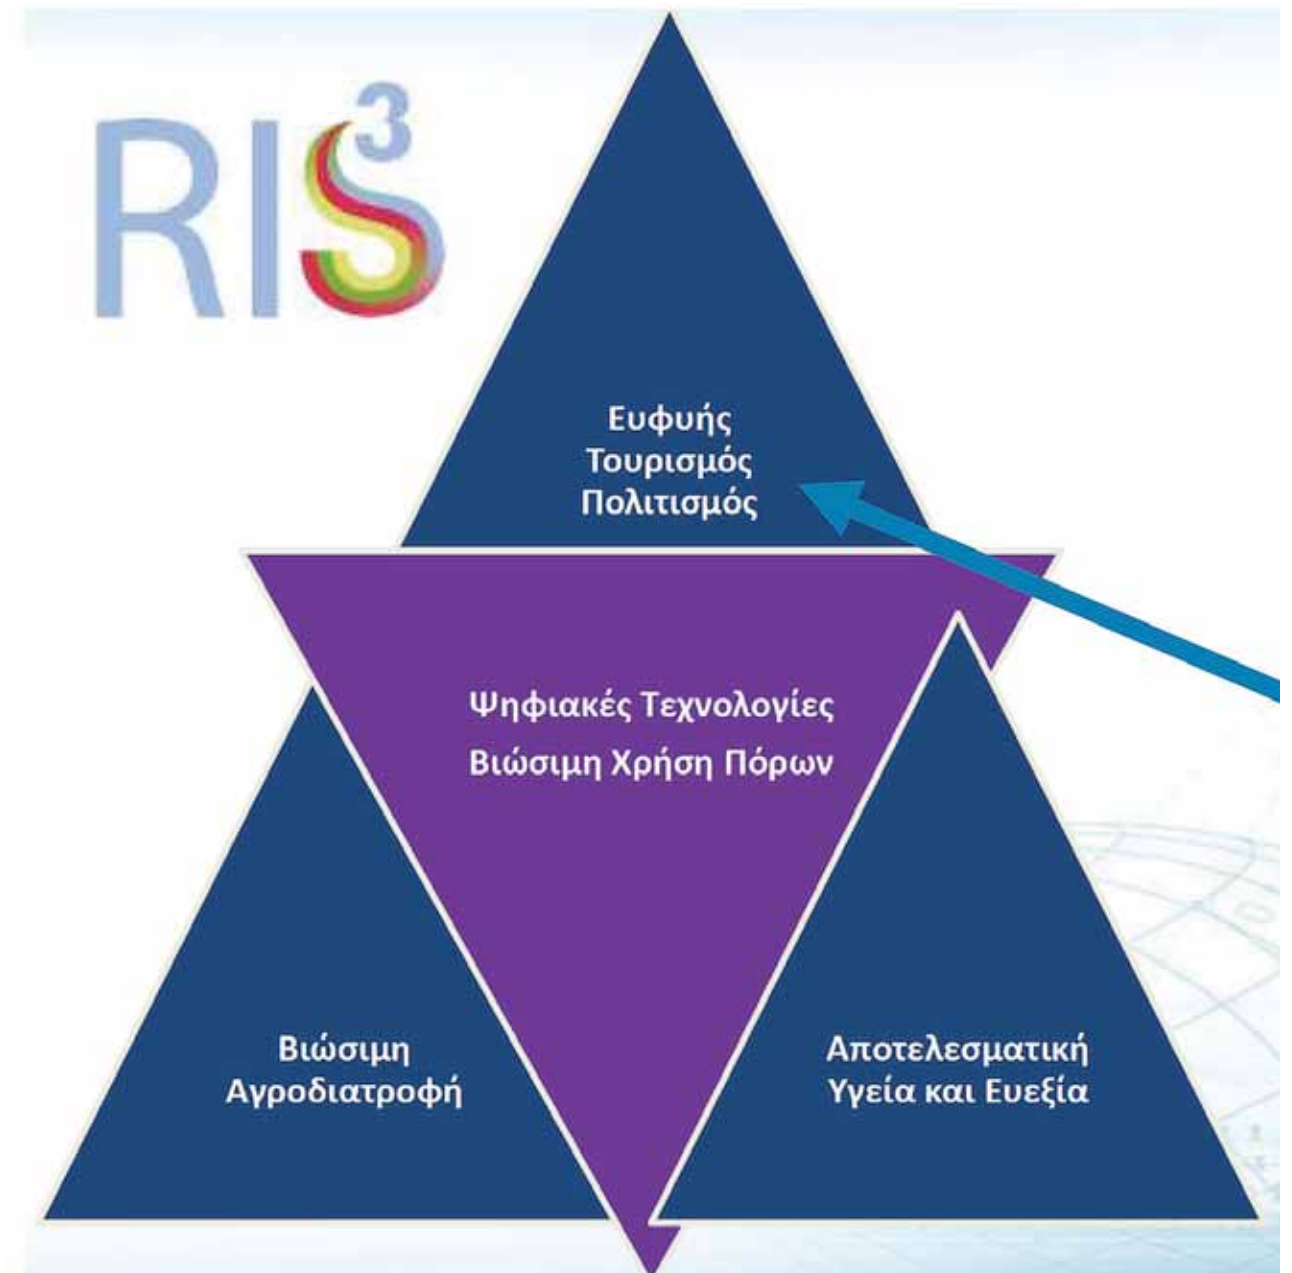 RIS3
Ευφυής
Τουρισμός
Πολιτισμός
Ψηφιακές Τεχνολογίες
Βιώσιμη Χρήση Πόρων
Βιώσιμη
Αγροδιατροφή
Αποτελεσματική
Υγεία και Ευεξία